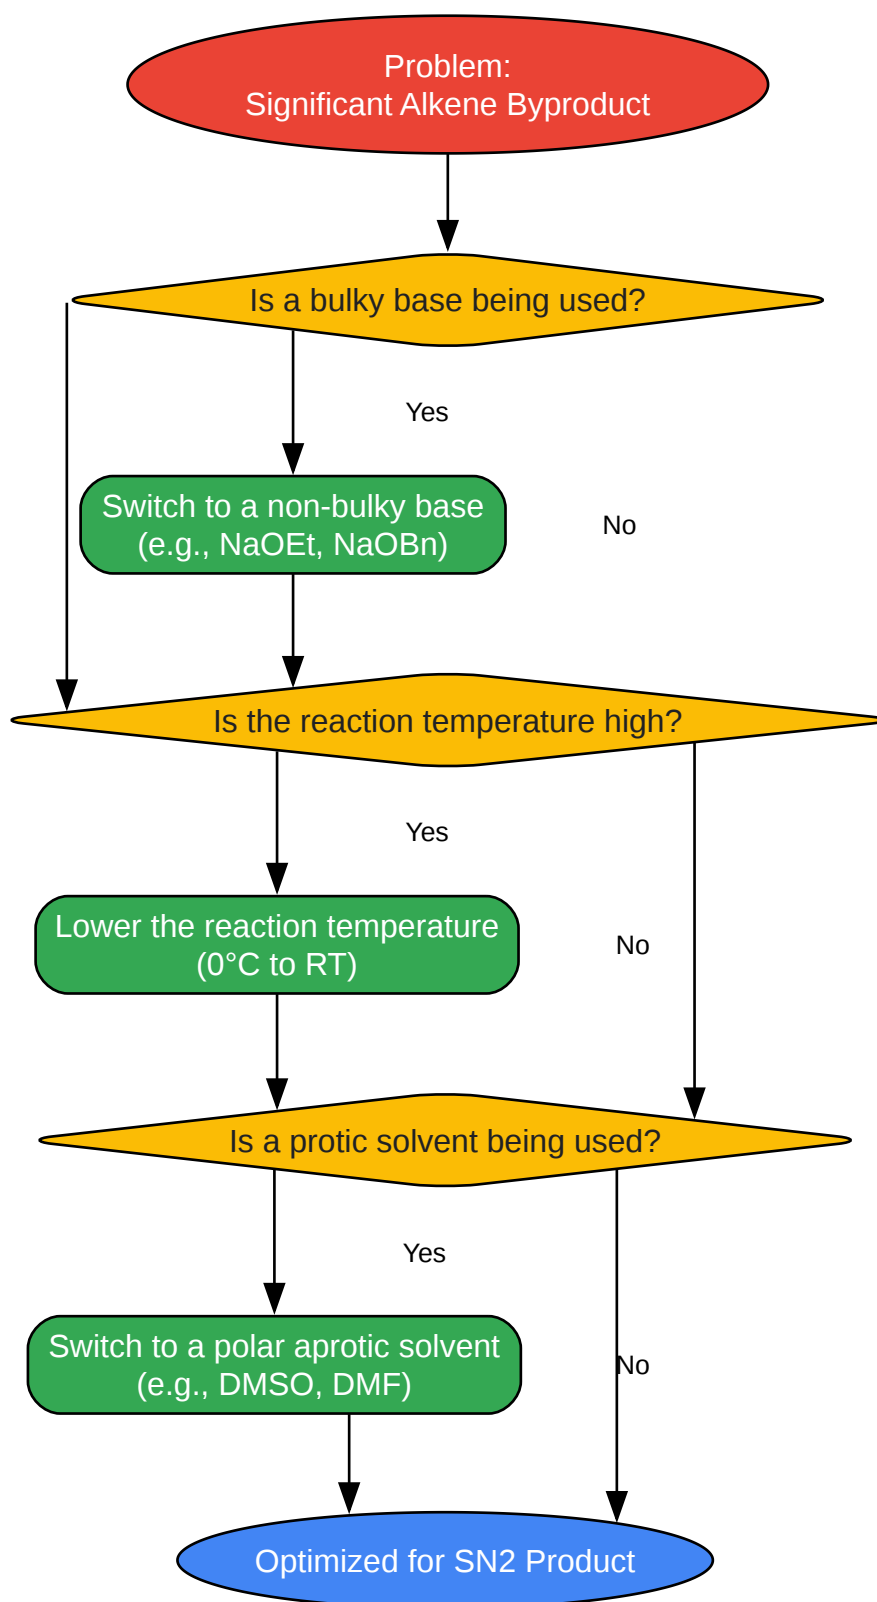 Problem:
Significant Alkene Byproduct
Is a bulky base being used?
Yes
Switch to a non-bulky base
(e.g., NaOEt, NaOBn)
No
Is the reaction temperature high?
Yes
Lower the reaction temperature
(0°C to RT)
No
Is a protic solvent being used?
Yes
Switch to a polar aprotic solvent
(e.g., DMSO, DMF)
No
Optimized for SN2 Product